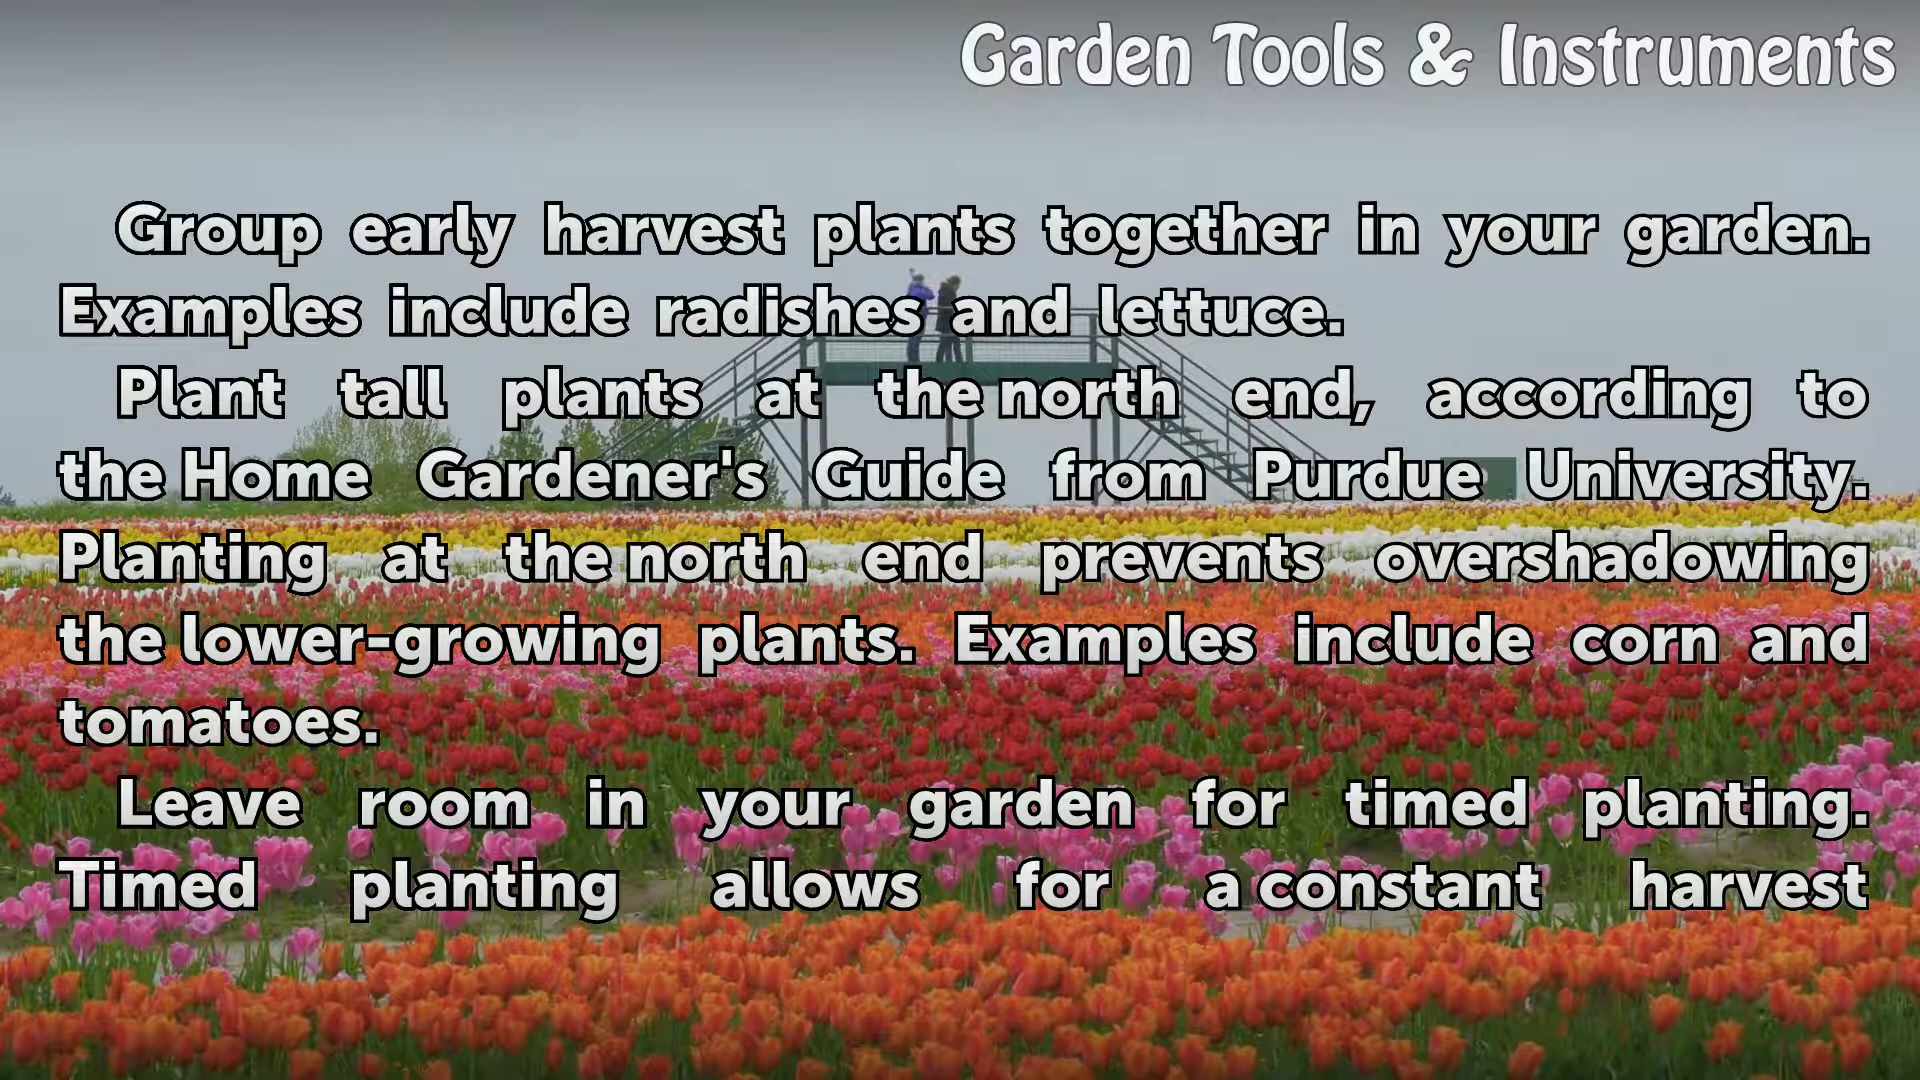 Garden Tools & Instruments
Group early harvest plants together in your garden.
Examples include radishes and lettuce.
Plant tall plants at the north end, according to
the Home Gardener's Guide from Purdue University.
Planting at the north end prevents overshadowing
the lower-growing plants. Examples include corn and
tomatoes.
Leave room in your garden for timed planting.
Timed planting allows for a constant harvest